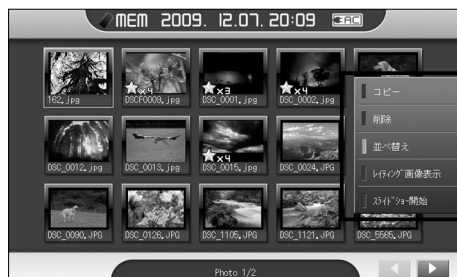 MEM 2009. 12.07. 20:09 AC
162.jpg DSCF0009.jpg DSC_0001.jpg DSC_0002.jpg
×4 ×3 ×4
コピー
削除
並べ替え
DSC_0012.jpg DSC_0013.jpg DSC_0015.jpg DSC_0024.JPG
×4
レイティング画像表示
スライドショー開始
DSC_0090.JPG DSC_0126.JPG DSC_1105.JPG DSC_1121.JPG DSC_5565.JPG
Photo 1/2